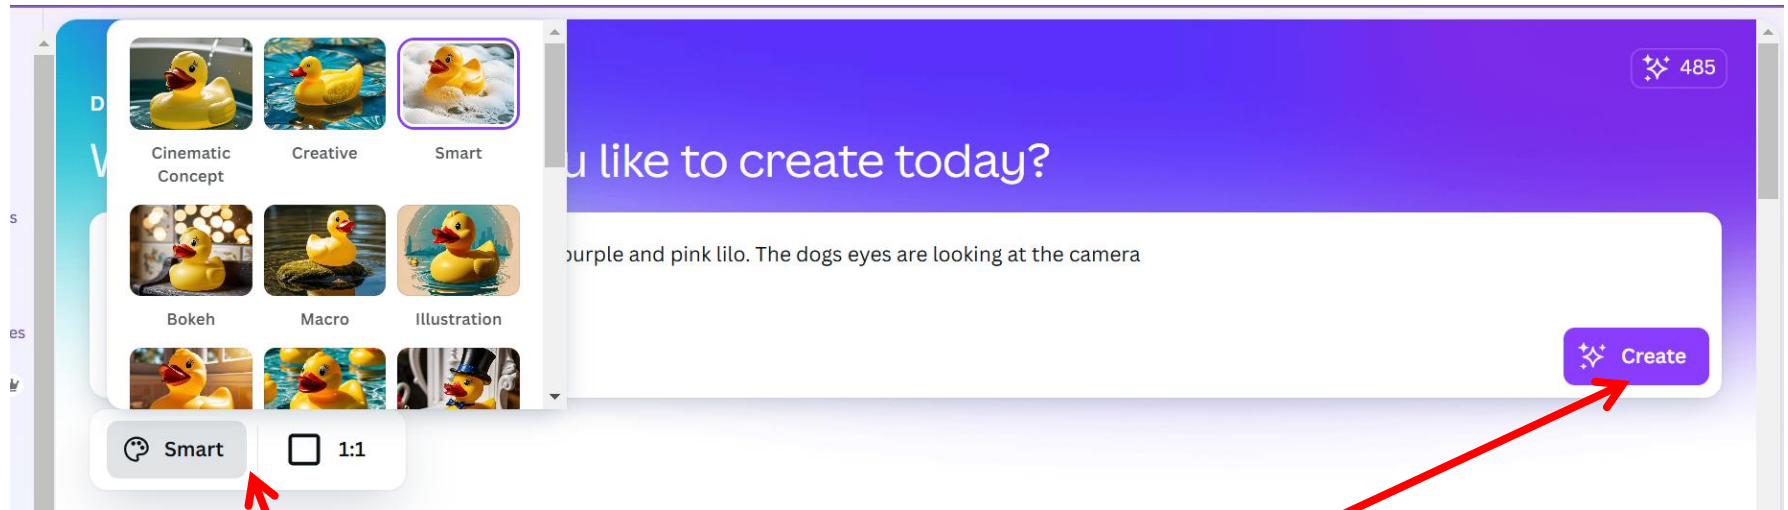 485
D
u like to create today?
Cinematic
Concept
Creative
Smart
s
purple and pink lilo. The dogs eyes are looking at the camera
Bokeh
Macro
Illustration
es
Create
Smart
1:1